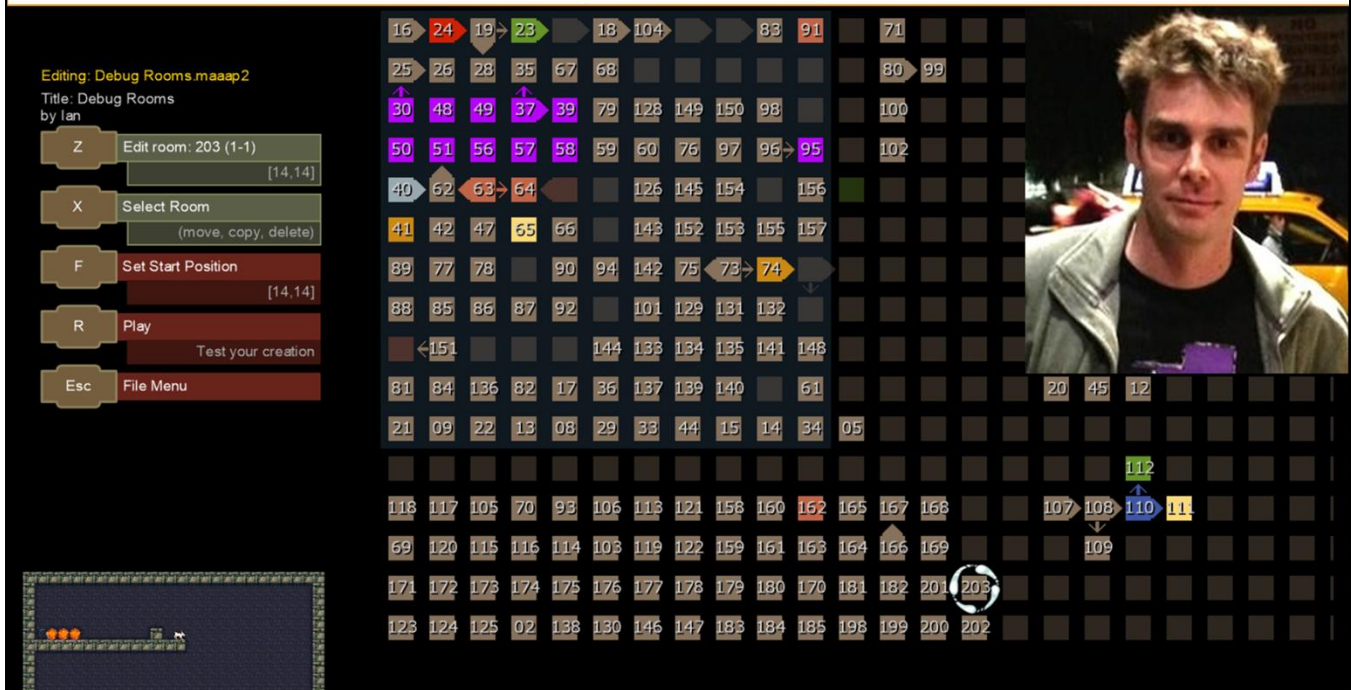 Editing: Debug Rooms.maaap2
Title: Debug Rooms
by Ian
Z Edit room: 203 (1-1)
[14,14]
X Select Room
(move, copy, delete)
F Set Start Position
[14,14]
R Play
Test your creation
Esc File Menu
16 24 19 23 18 104 83 91 71
25 26 28 35 67 68 80 99
30 48 49 37 39 79 128 149 150 98 100
50 51 56 57 58 59 60 76 97 96 95 102
40 62 63 64 126 145 154 156
41 42 47 65 66 143 152 153 155 157
89 77 78 90 94 142 75 73 74
88 85 86 87 92 101 129 131 132
151 144 133 134 135 141 148
81 84 136 82 17 36 137 139 140 61 20 45 12
21 09 22 13 08 29 33 44 15 14 34 05
112
118 117 105 70 93 106 113 121 158 160 162 165 167 168 107 108 110 111
69 120 115 116 114 103 119 122 159 161 163 164 166 169 109
171 172 173 174 175 176 177 178 179 180 170 181 182 201 203
123 124 125 02 138 130 146 147 183 184 185 198 199 200 202